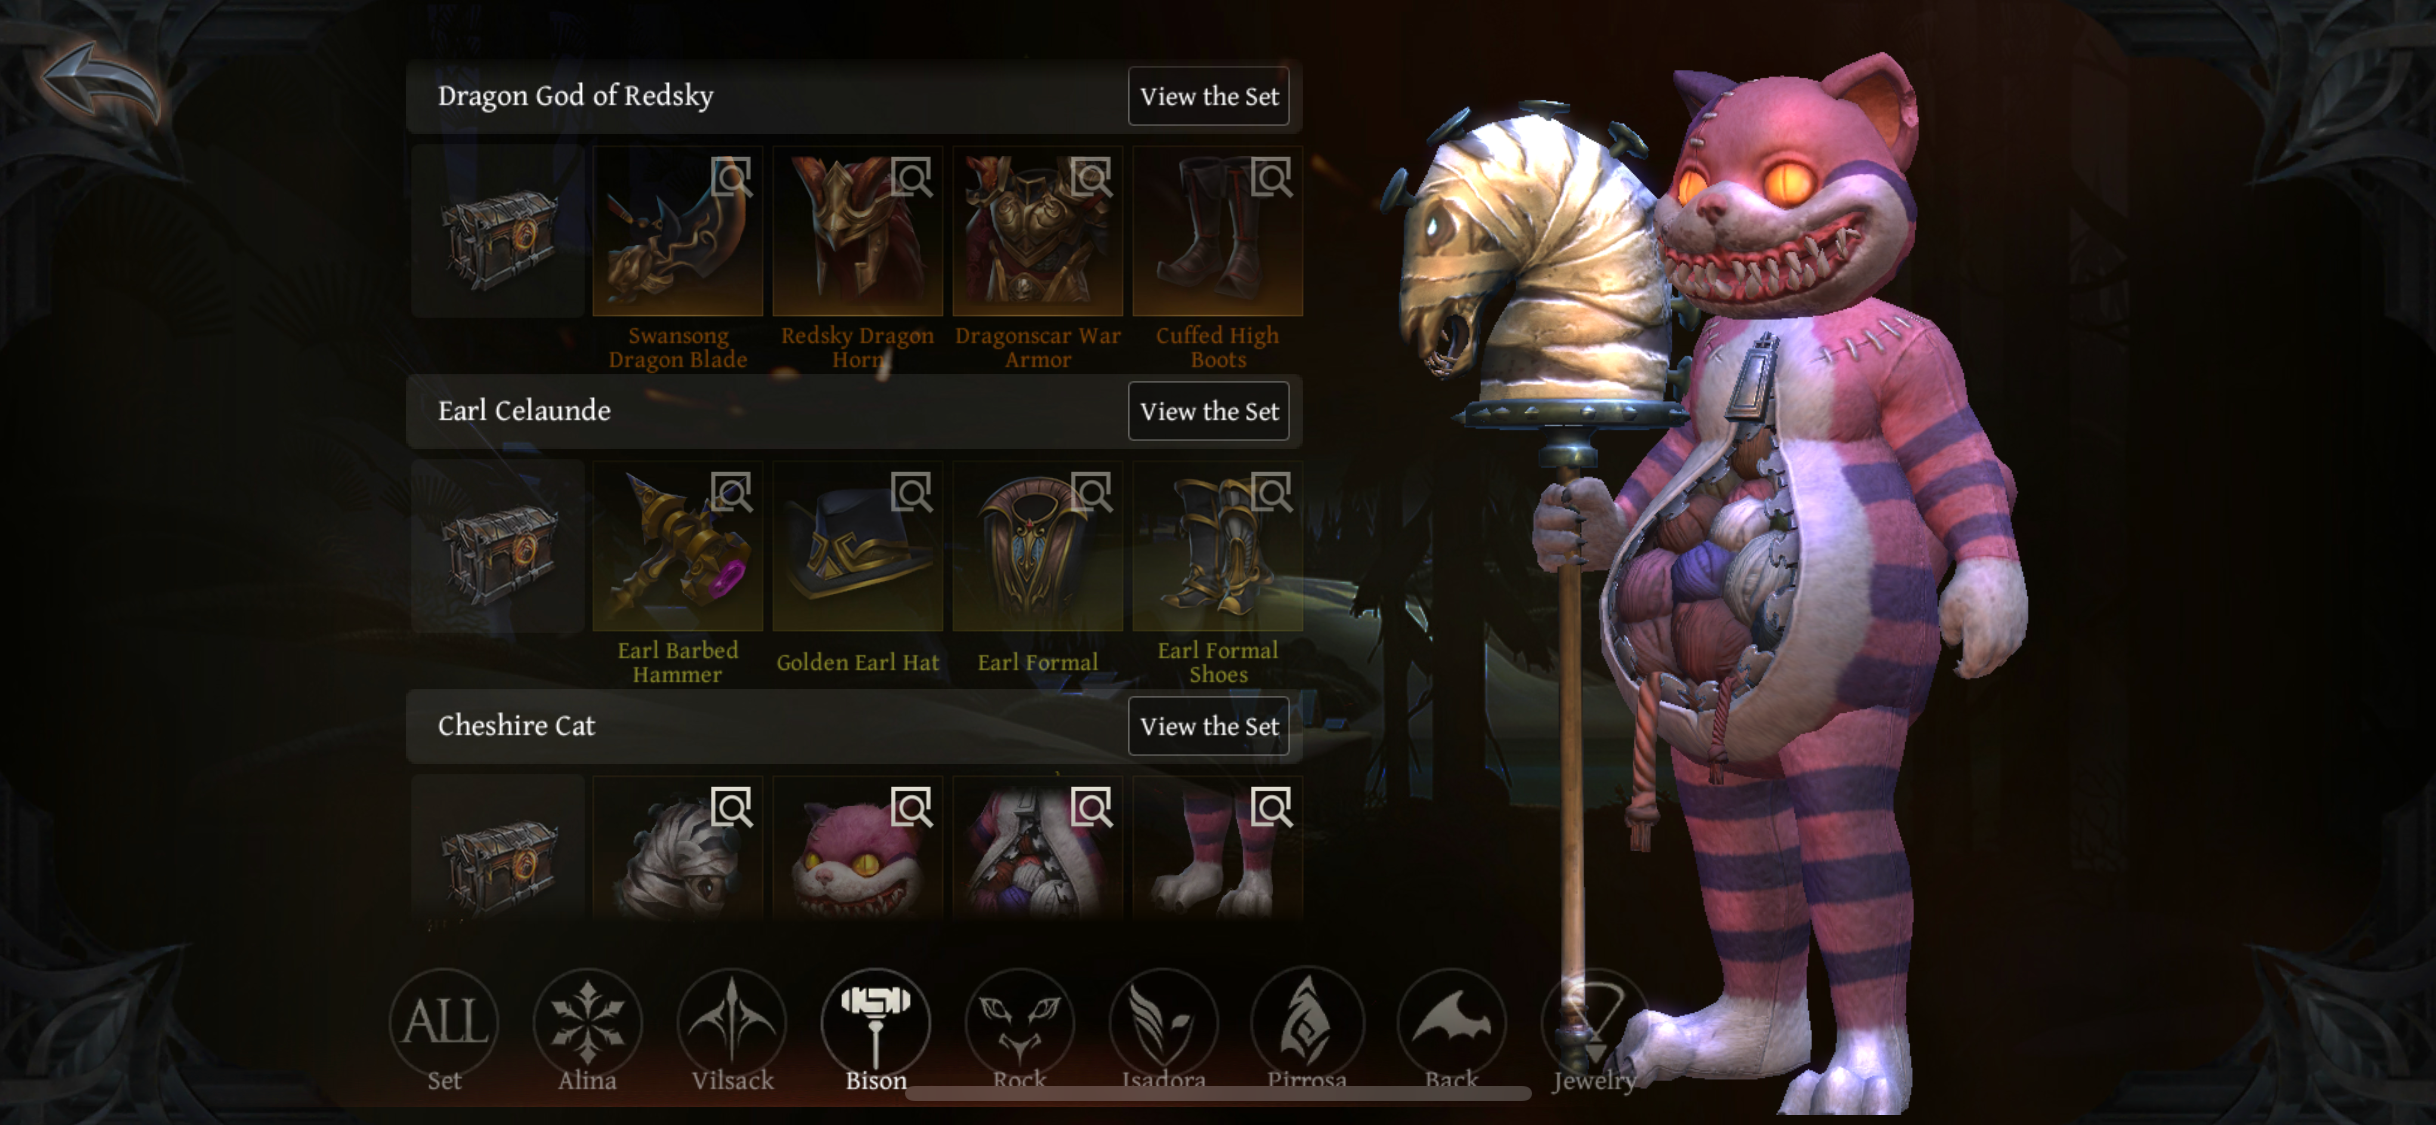 Dragon God of Redsky
View the Set
Swansong
Dragon Blade
Redsky Dragon
Horn
Dragonscar War
Armor
Cuffed High
Boots
Earl Celaunde
View the Set
Earl Barbed
Hammer
Golden Earl Hat
Earl Formal
Earl Formal
Shoes
Cheshire Cat
View the Set
ALL
Set
Alina
Vilsack
Bison
Rock
Isadora
Pirrosa
Back
Jewelry